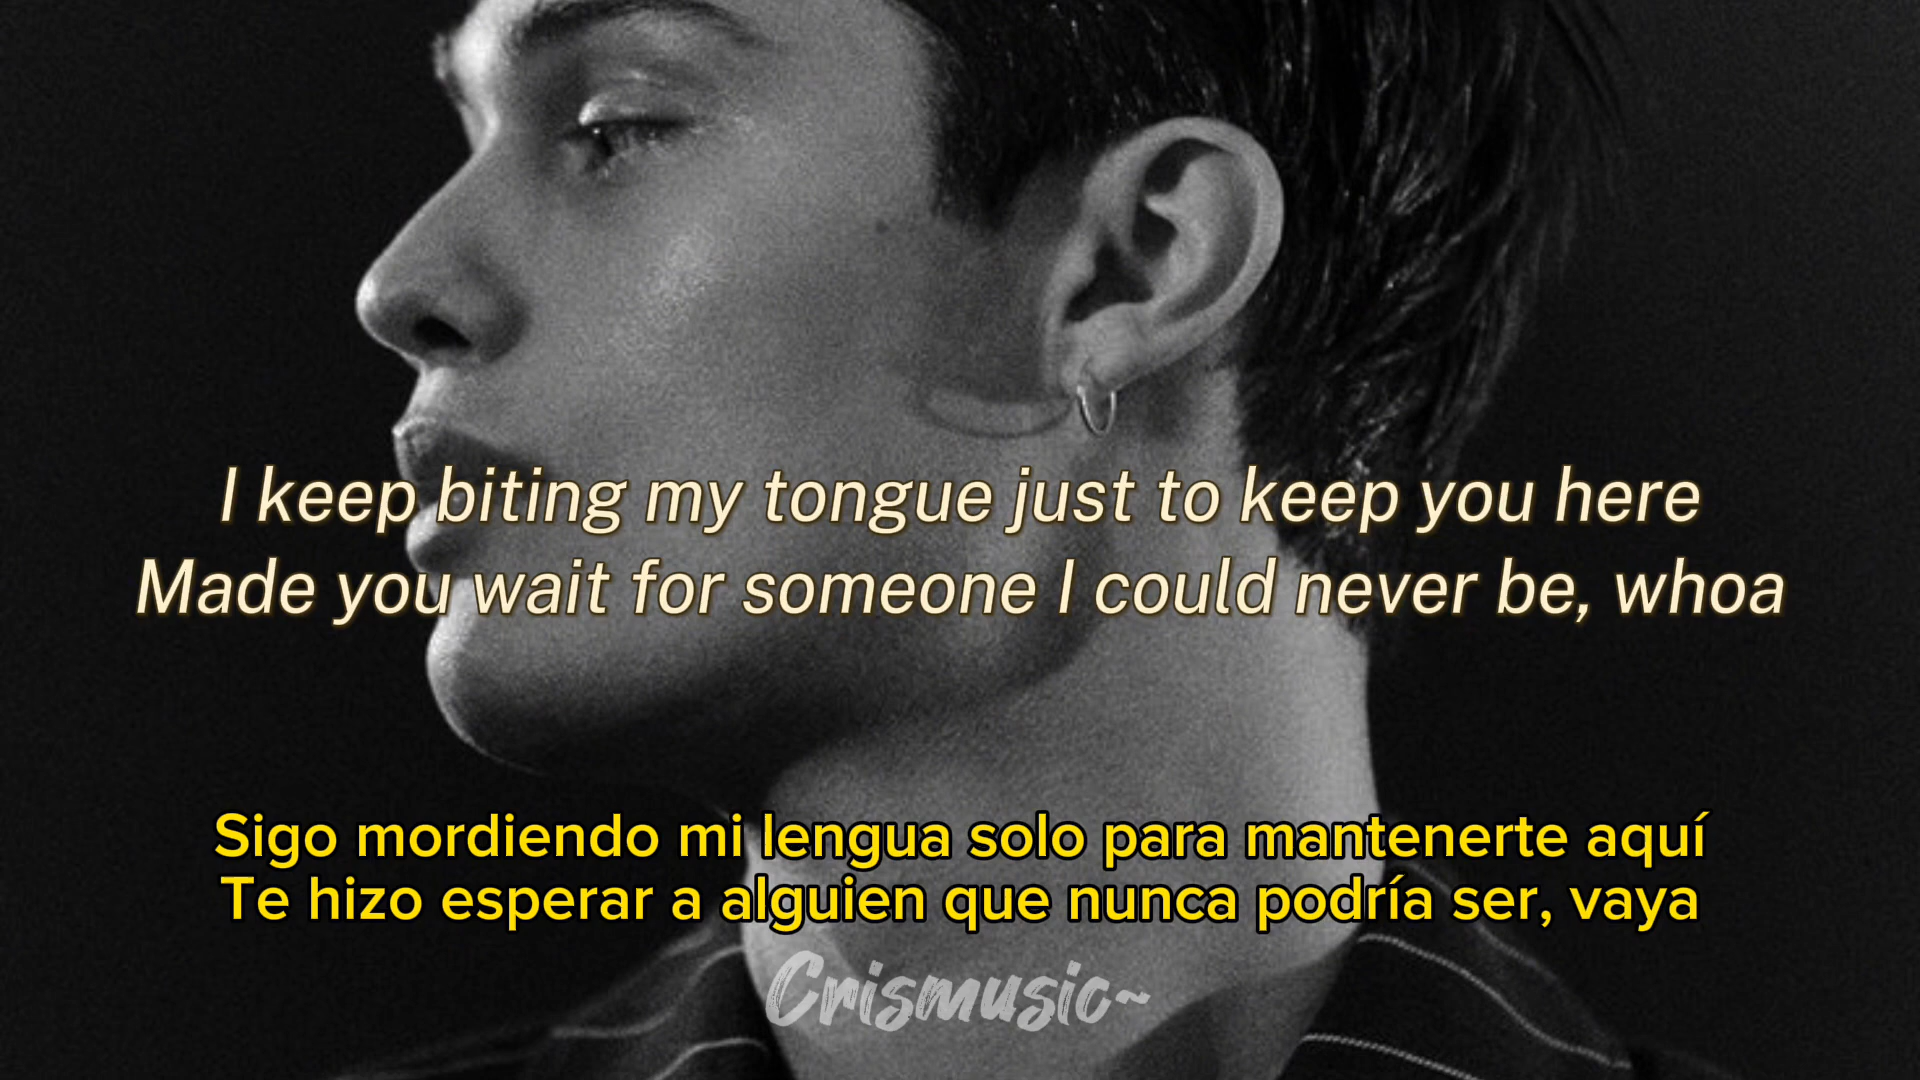 I keep biting my tongue just to keep you here
Made you wait for someone I could never be, whoa
Sigo mordiendo mi lengua solo para mantenerte aquí
Te hizo esperar a alguien que nunca podría ser, vaya
Crismusic~